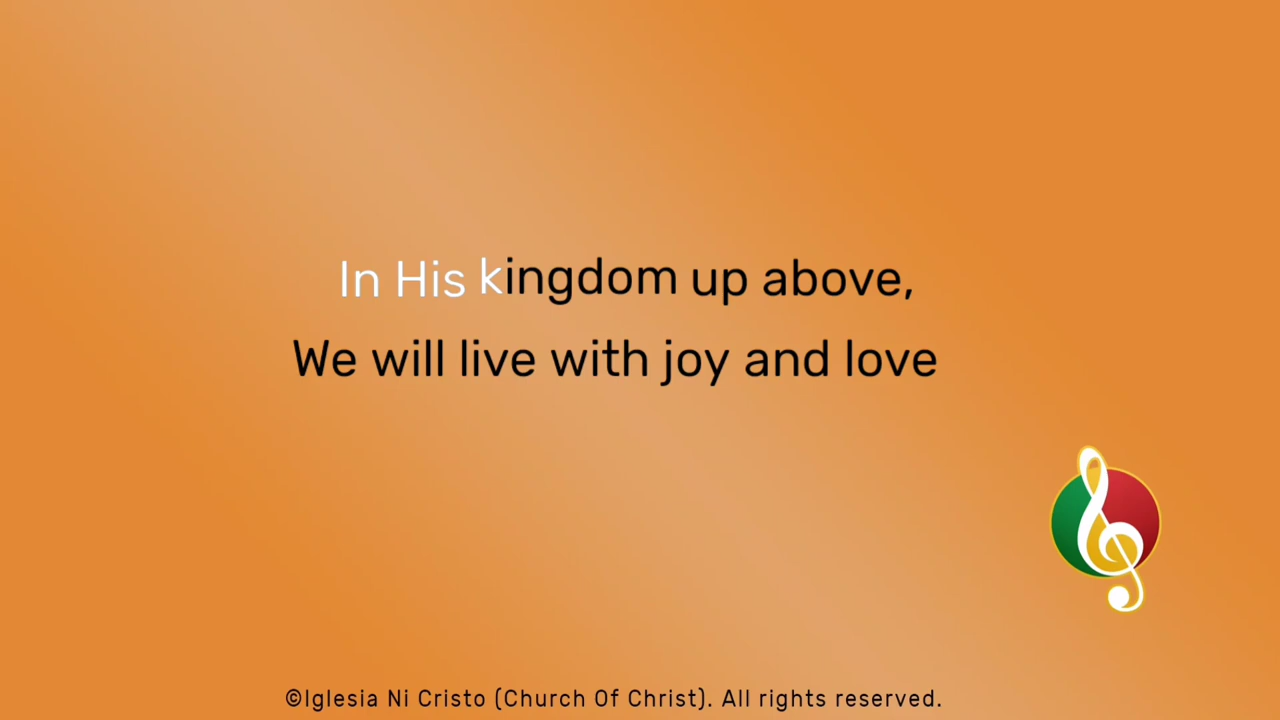 In His kingdom up above,
We will live with joy and love
©Iglesia Ni Cristo (Church Of Christ). All rights reserved.